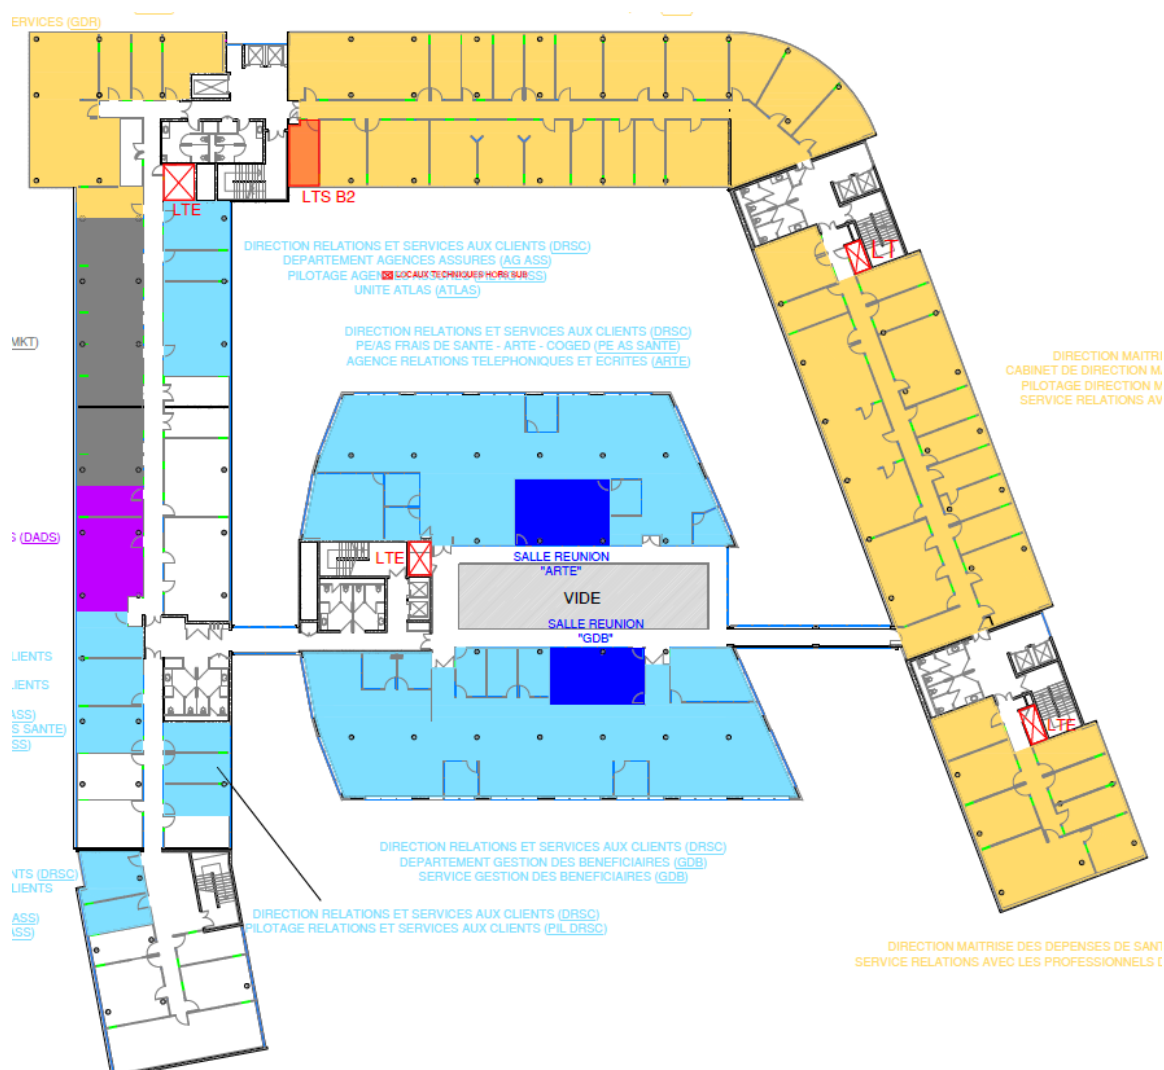 ERVICES (GDR)
LTS B2
LTE
LT
DIRECTION RELATIONS ET SERVICES AUX CLIENTS (DRSC)
DEPARTEMENT AGENCES ASSURES (AG ASS)
LOCAUX TECHNIQUES HORS SUB
UNITE ATLAS (ATLAS)
DIRECTION RELATIONS ET SERVICES AUX CLIENTS (DRSC)
PE/AS FRAIS DE SANTE - ARTE - COGED (PE AS SANTE)
AGENCE RELATIONS TELEPHONIQUES ET ECRITES (ARTE)
MKT)
DIRECTION MAITRI
CABINET DE DIRECTION MA
PILOTAGE DIRECTION M
SERVICE RELATIONS AV
S (DADS)
LTE
SALLE REUNION
"ARTE"
VIDE
SALLE REUNION
"GDB"
LIENTS
IENTS
ASS)
S SANTE)
SS)
LTE
DIRECTION RELATIONS ET SERVICES AUX CLIENTS (DRSC)
DEPARTEMENT GESTION DES BENEFICIAIRES (GDB)
SERVICE GESTION DES BENEFICIAIRES (GDB)
NTS (DRSC)
LIENTS
ASS)
ASS)
DIRECTION RELATIONS ET SERVICES AUX CLIENTS (DRSC)
PILOTAGE RELATIONS ET SERVICES AUX CLIENTS (PIL DRSC)
DIRECTION MAITRISE DES DEPENSES DE SANT
SERVICE RELATIONS AVEC LES PROFESSIONNELS D